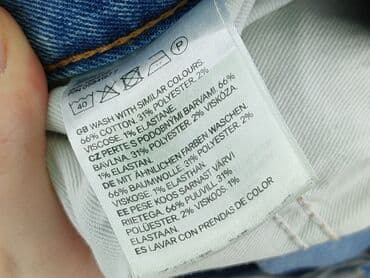 40 P
GB WASH WITH SIMILAR COLOURS.
66% COTTON. 31% POLYESTER. 2%
VISCOSE. 1% ELASTANE.
CZ PERTE S PODOBNÝMI BARVAMI. 66%
BAVLNA. 31% POLYESTER. 2% VISKÓZA.
1% ELASTAN.
DE MIT ÄHNLICHEN FARBEN WASCHEN.
66% BAUMWOLLE. 31% POLYESTER. 2%
VISKOSE. 1% ELASTHAN.
EE PESE KOOS SARNAST VÄRVI
RIIETEGA. 66% PUUVILL. 31%
POLÜESTER. 2% VISKOOS. 1%
ELASTAAN.
ES LAVAR CON PRENDAS DE COLOR